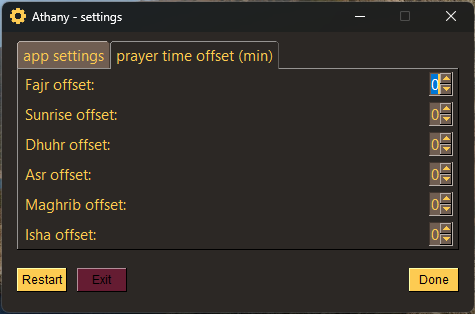 Athany - settings
app settings prayer time offset (min)
Fajr offset: 0
Sunrise offset: 0
Dhuhr offset: 0
Asr offset: 0
Maghrib offset: 0
Isha offset: 0
Restart Exit Done